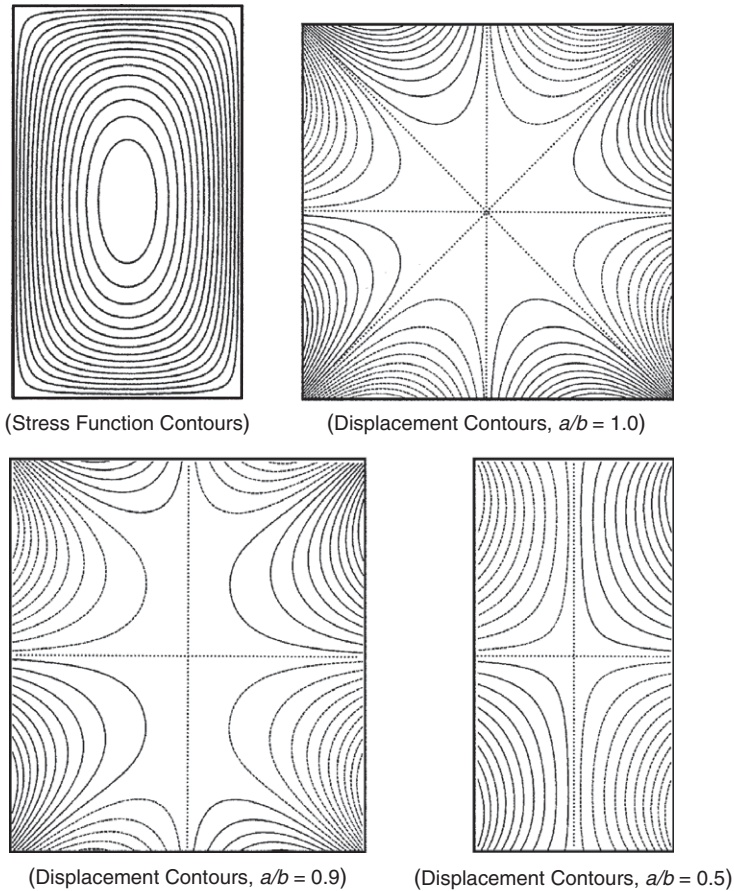 (Stress Function Contours)
(Displacement Contours, a/b = 1.0)
(Displacement Contours, a/b = 0.9)
(Displacement Contours, a/b = 0.5)